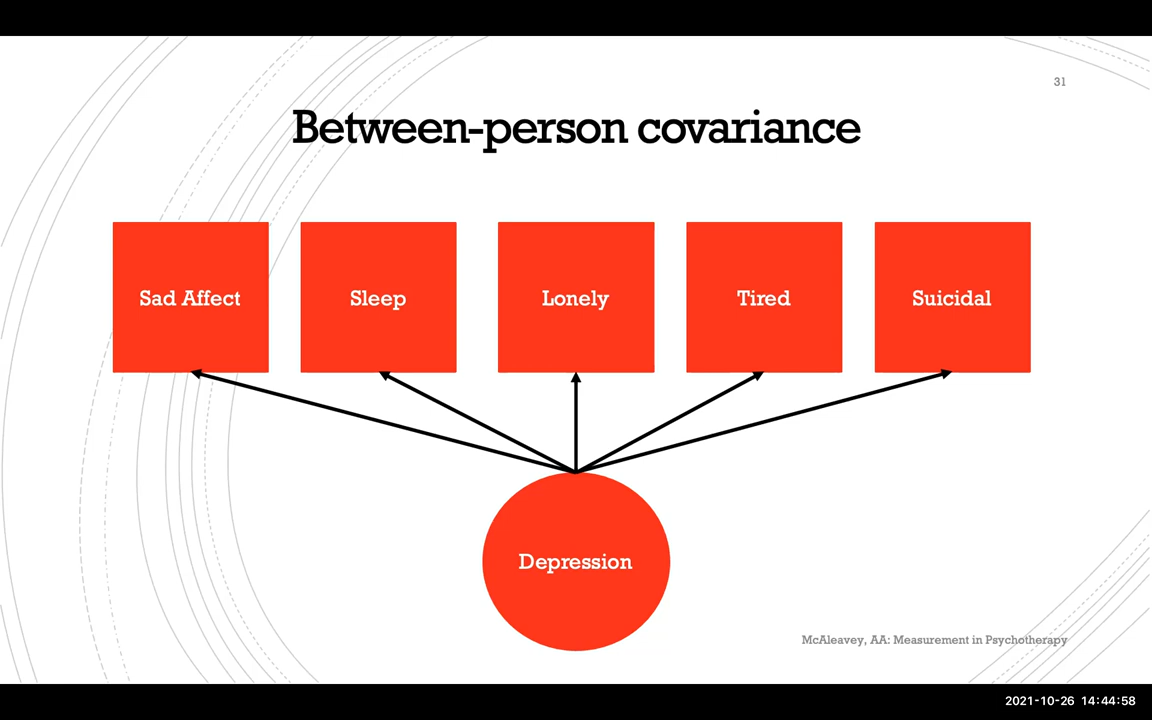 31
Between-person covariance
Sad Affect
Sleep
Lonely
Tired
Suicidal
Depression
McAleavey, AA: Measurement in Psychotherapy
2021-10-26 14:44:58